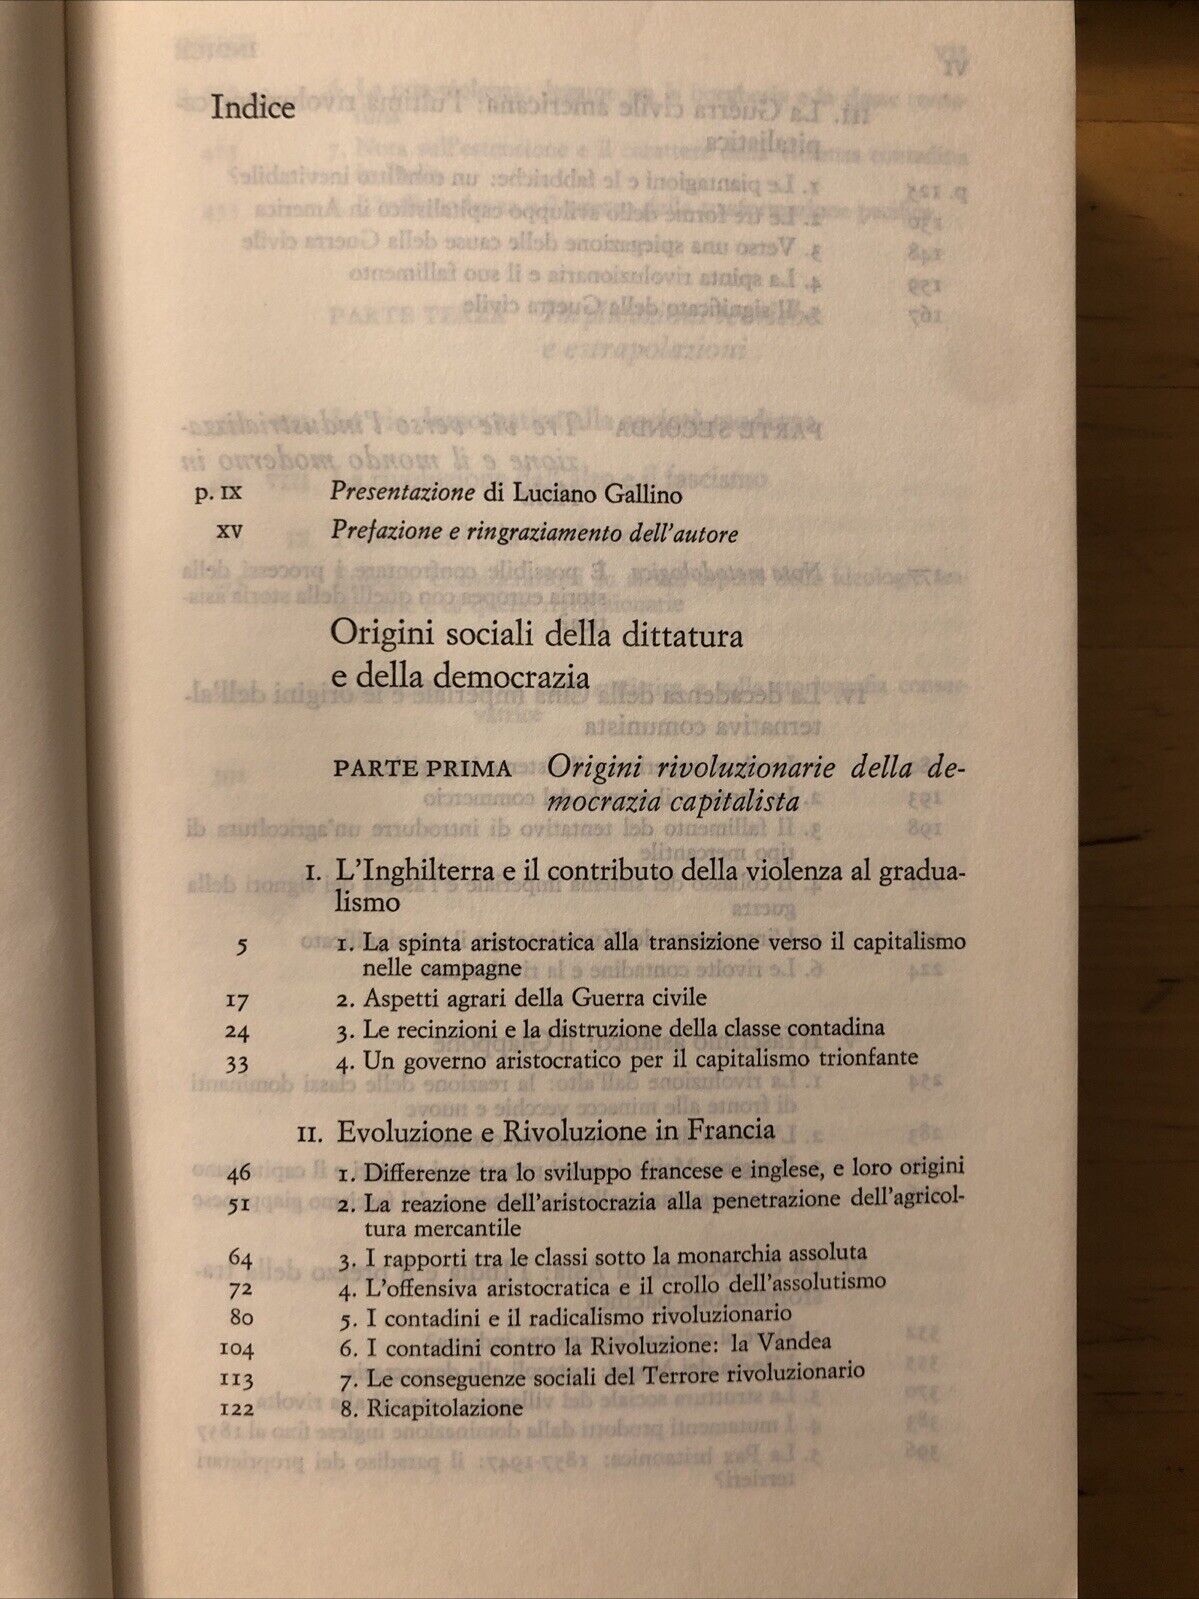 Indice
p. IX Presentazione di Luciano Gallino
XV Prefazione e ringraziamento dell'autore
Origini sociali della dittatura
e della democrazia
PARTE PRIMA Origini rivoluzionarie della de-
mocrazia capitalista
I. L'Inghilterra e il contributo della violenza al gradua-
lismo
5 1. La spinta aristocratica alla transizione verso il capitalismo
nelle campagne
17 2. Aspetti agrari della Guerra civile
24 3. Le recinzioni e la distruzione della classe contadina
33 4. Un governo aristocratico per il capitalismo trionfante
II. Evoluzione e Rivoluzione in Francia
46 1. Differenze tra lo sviluppo francese e inglese, e loro origini
51 2. La reazione dell'aristocrazia alla penetrazione dell'agricol-
tura mercantile
64 3. I rapporti tra le classi sotto la monarchia assoluta
72 4. L'offensiva aristocratica e il crollo dell'assolutismo
80 5. I contadini e il radicalismo rivoluzionario
104 6. I contadini contro la Rivoluzione: la Vandea
113 7. Le conseguenze sociali del Terrore rivoluzionario
122 8. Ricapitolazione